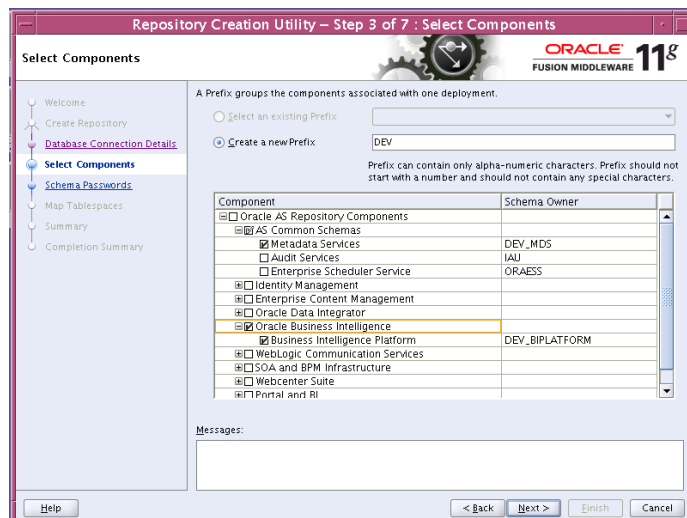 Repository Creation Utility – Step 3 of 7 : Select Components
Select Components
ORACLE
FUSION MIDDLEWARE 11g
Welcome
Create Repository
Database Connection Details
Select Components
Schema Passwords
Map Tablespaces
Summary
Completion Summary
A Prefix groups the components associated with one deployment.
Select an existing Prefix
Create a new Prefix DEV
Prefix can contain only alpha-numeric characters. Prefix should not
start with a number and should not contain any special characters.
Component Schema Owner
Oracle AS Repository Components
AS Common Schemas
Metadata Services DEV_MDS
Audit Services IAU
Enterprise Scheduler Service ORAESS
Identity Management
Enterprise Content Management
Oracle Data Integrator
Oracle Business Intelligence
Business Intelligence Platform DEV_BIPLATFORM
WebLogic Communication Services
SOA and BPM Infrastructure
Webcenter Suite
Portal and BI
Messages:
Help < Back Next > Finish Cancel